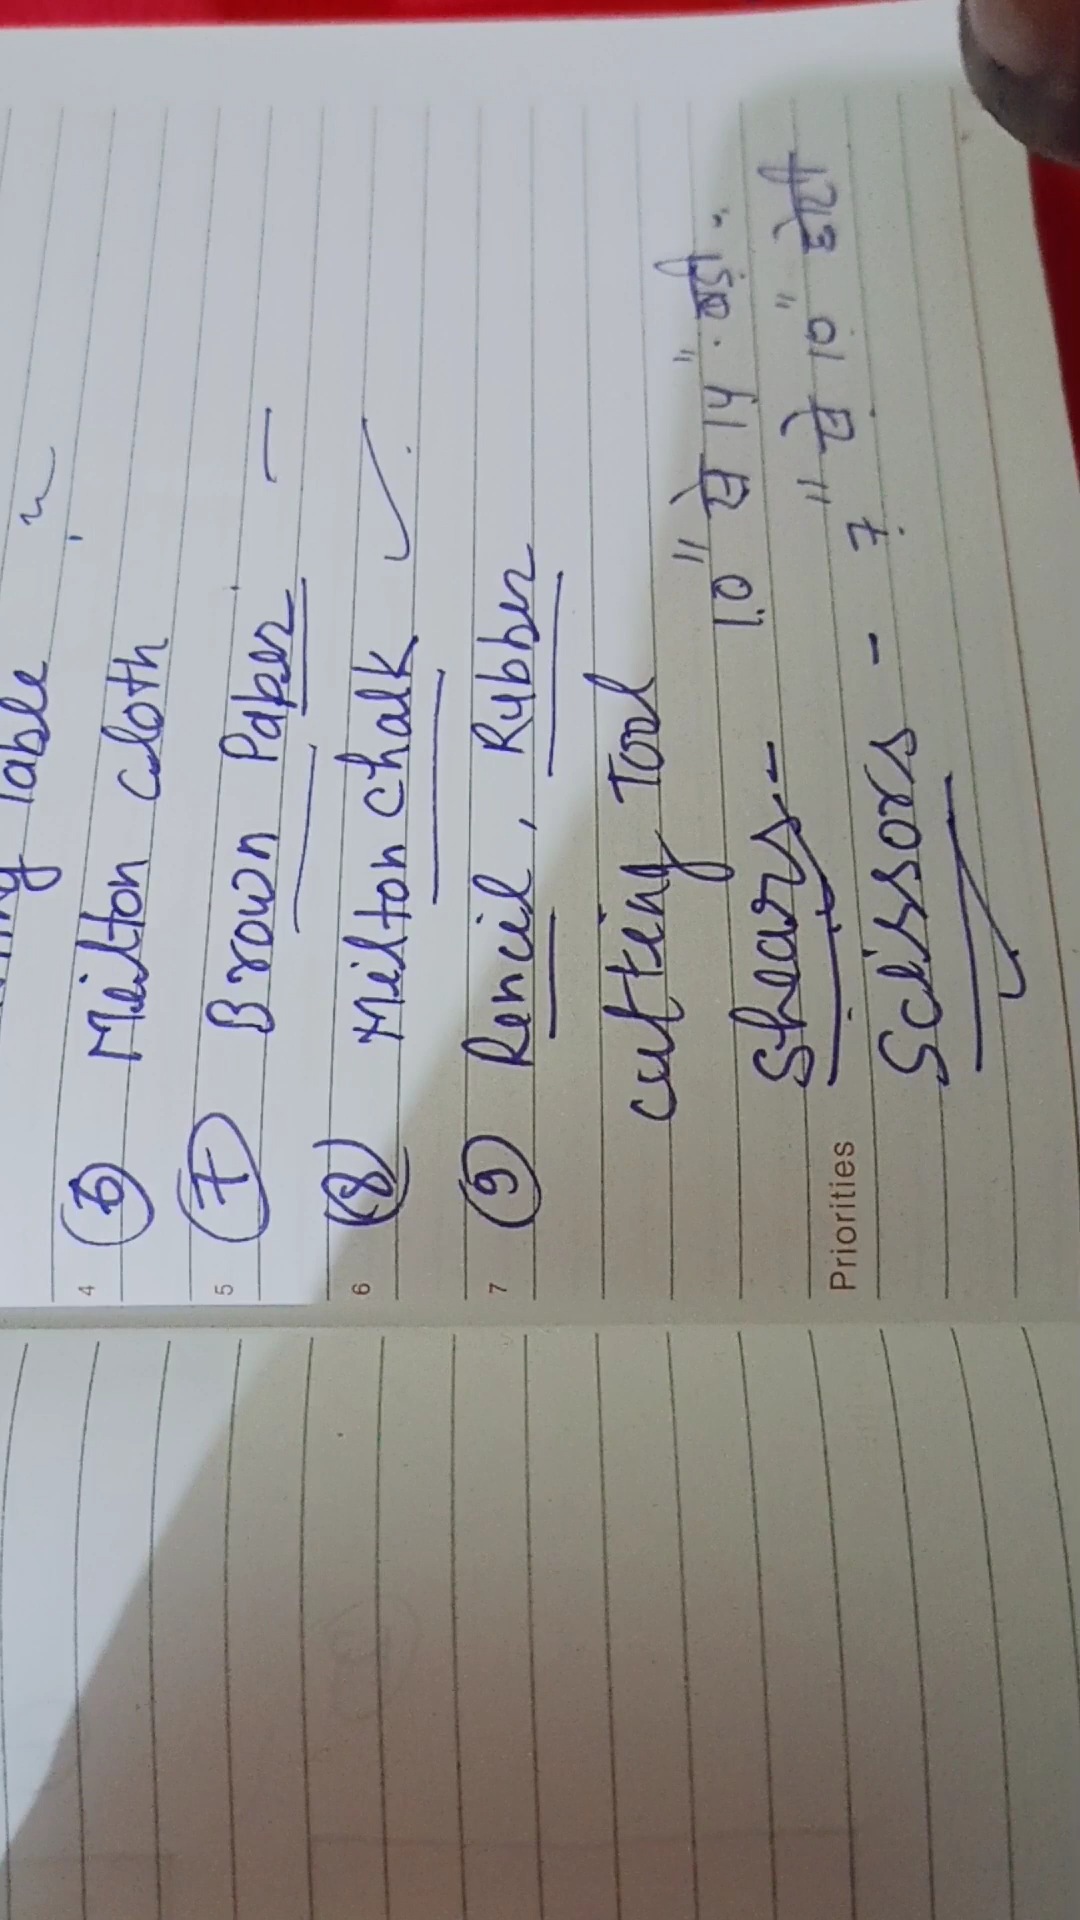 Table
4 (6) Milton cloth
5 (7) Brown Paper —
6 (8) Milton chalk ✓
7 (9) Pencil, Rubber
cutting Tool
Shears - 10" से 14"
Priorities
Scissors - 7" से 10"